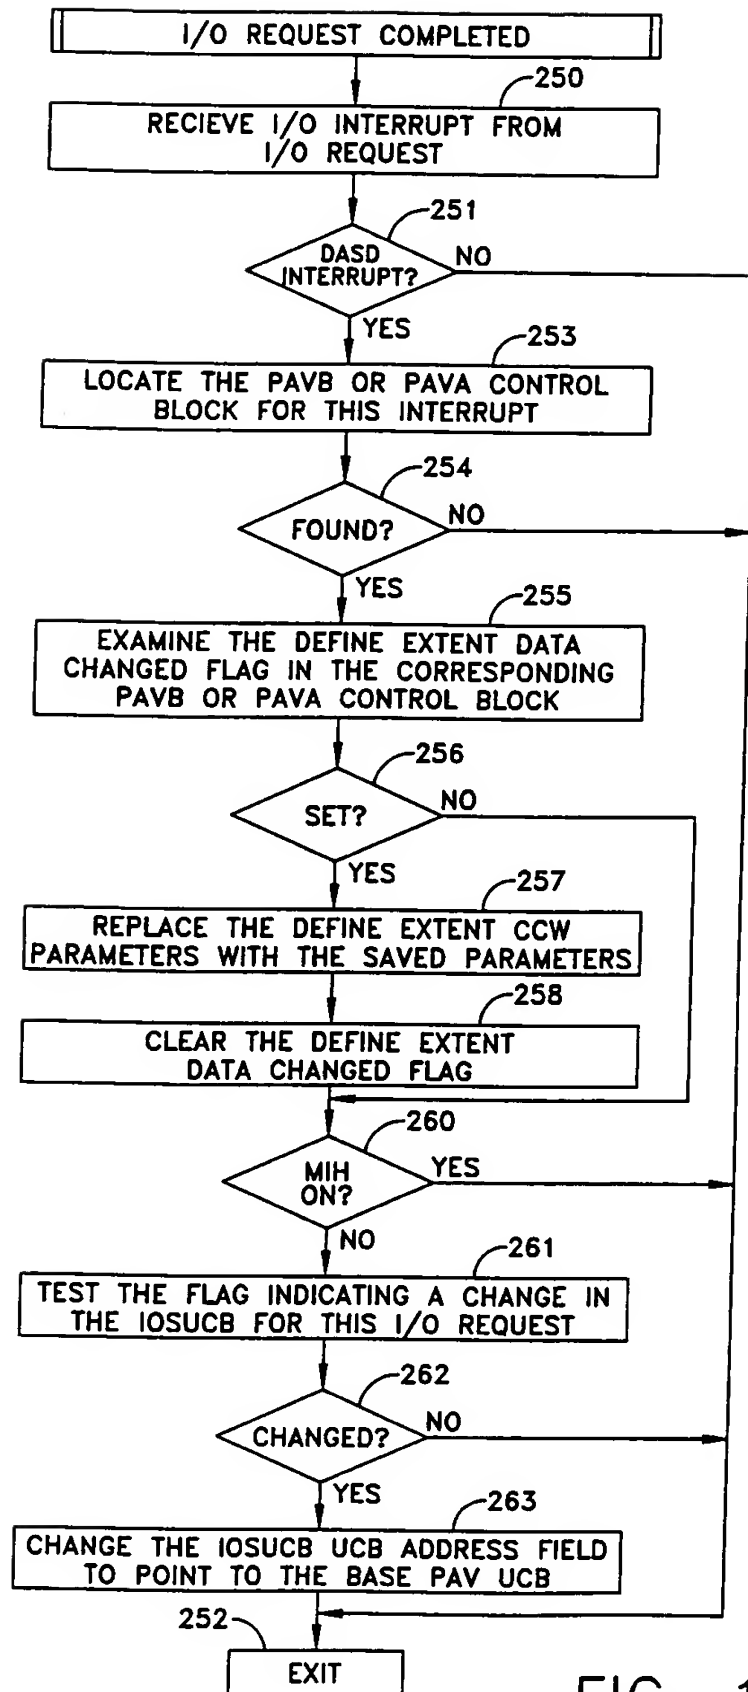 I/O REQUEST COMPLETED
250
RECIEVE I/O INTERRUPT FROM
I/O REQUEST
251
DASD
INTERRUPT?
NO
YES
253
LOCATE THE PAVB OR PAVA CONTROL
BLOCK FOR THIS INTERRUPT
254
FOUND?
NO
YES
255
EXAMINE THE DEFINE EXTENT DATA
CHANGED FLAG IN THE CORRESPONDING
PAVB OR PAVA CONTROL BLOCK
256
SET?
NO
YES
257
REPLACE THE DEFINE EXTENT CCW
PARAMETERS WITH THE SAVED PARAMETERS
258
CLEAR THE DEFINE EXTENT
DATA CHANGED FLAG
260
MIH
ON?
YES
NO
261
TEST THE FLAG INDICATING A CHANGE IN
THE IOSUCB FOR THIS I/O REQUEST
262
CHANGED?
NO
YES
263
CHANGE THE IOSUCB UCB ADDRESS FIELD
TO POINT TO THE BASE PAV UCB
252
EXIT